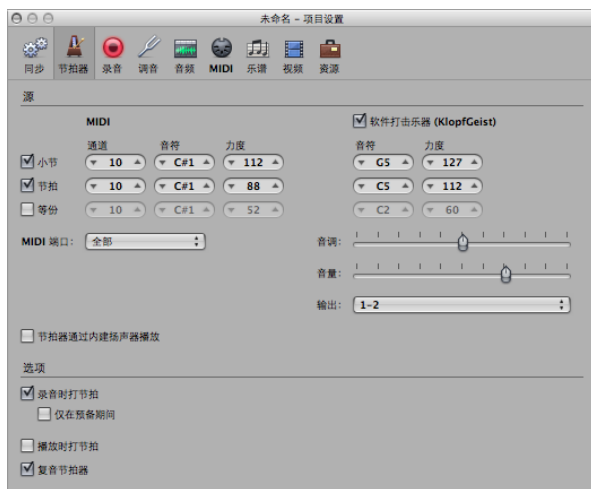 未命名 – 项目设置
同步 节拍器 录音 调音 音频 MIDI 乐谱 视频 资源
源
MIDI
软件打击乐器 (KlopfGeist)
通道 音符 力度 音符 力度
小节 10 C#1 112 G5 127
节拍 10 C#1 88 C5 112
等份 10 C#1 52 C2 60
MIDI 端口: 全部
音调:
音量:
输出: 1-2
节拍器通过内建扬声器播放
选项
录音时打节拍
仅在预备期间
播放时打节拍
复音节拍器